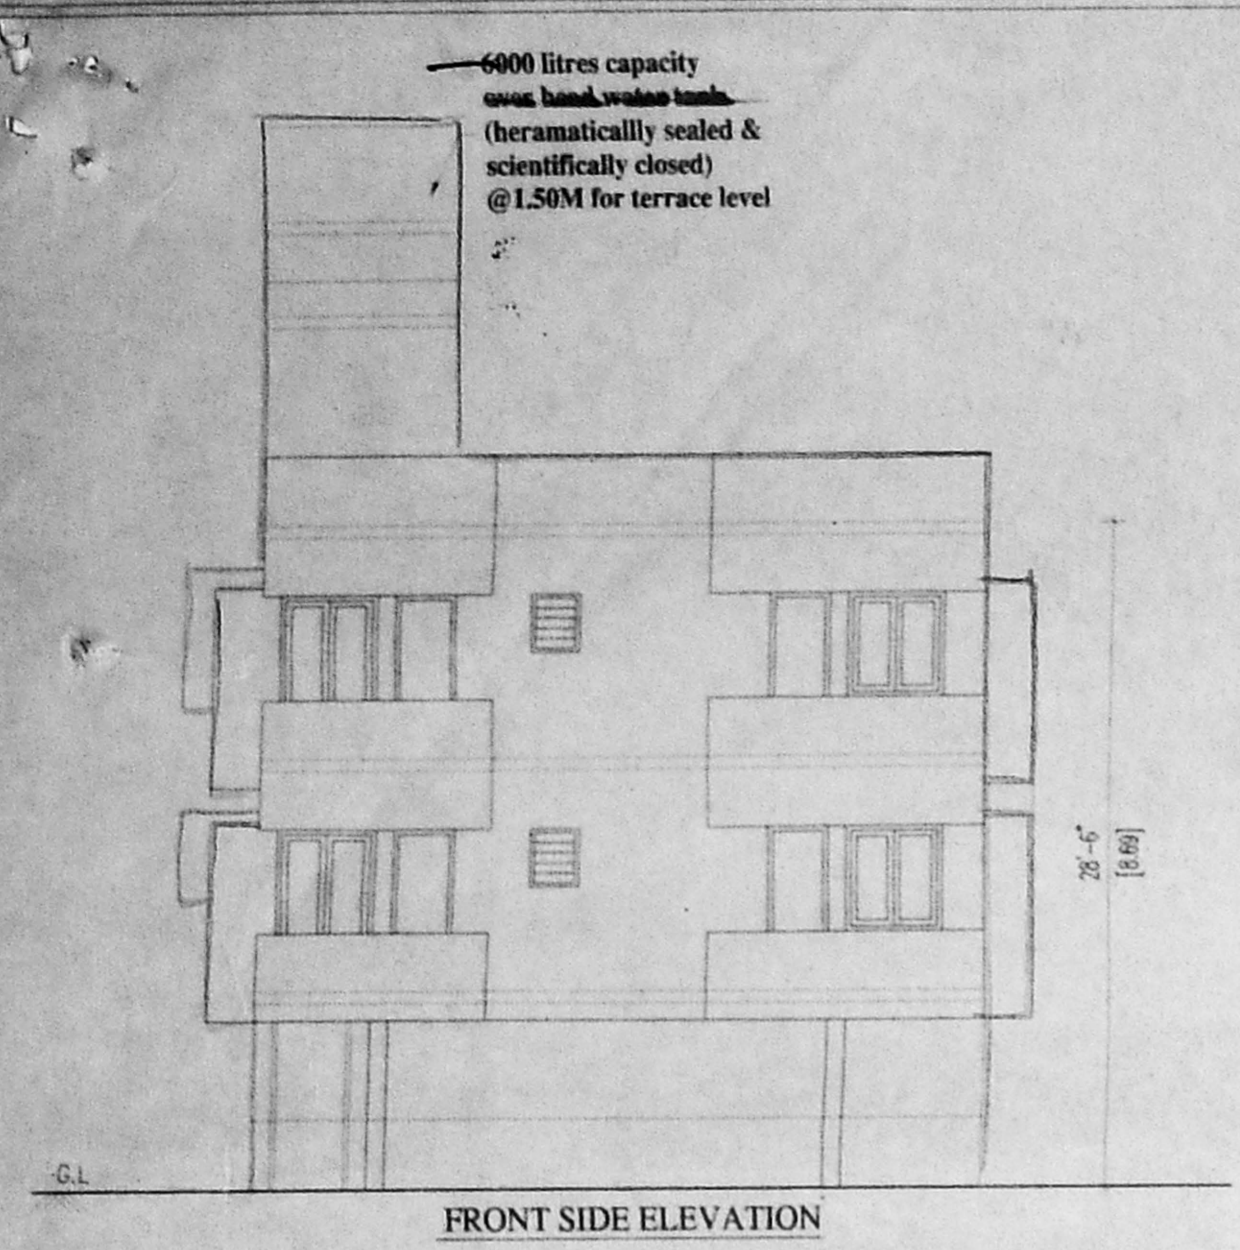 6000 litres capacity
over head water tank
(heramaticallly sealed &
scientifically closed)
@1.50M for terrace level
28'-6"
[8.69]
G.L
FRONT SIDE ELEVATION